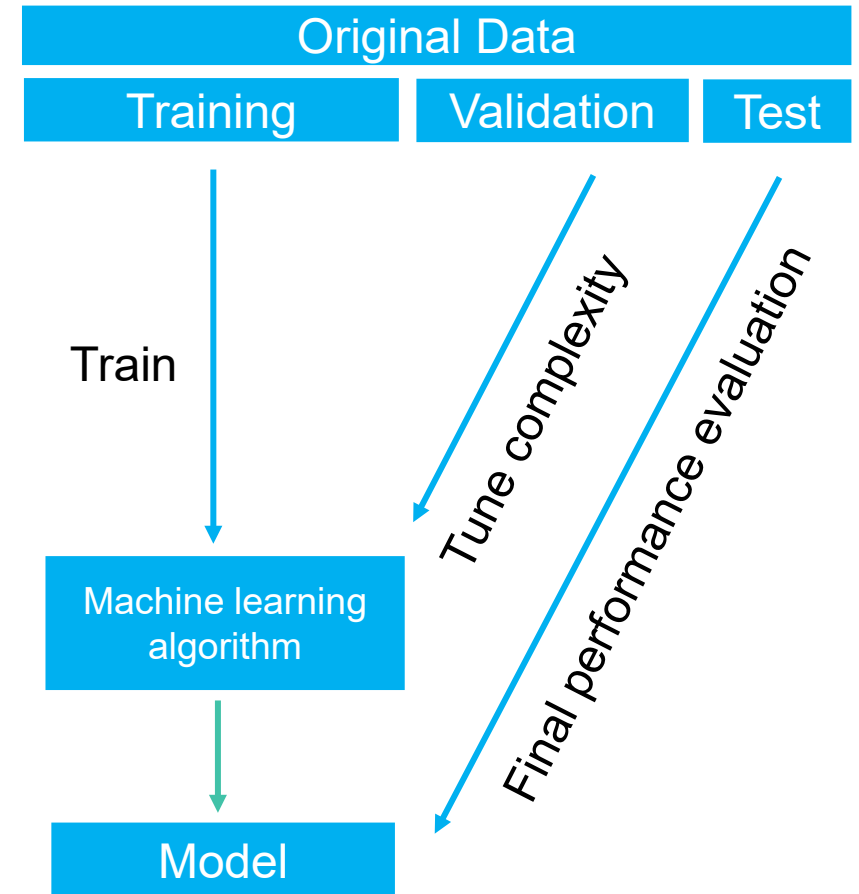 Original Data
Training
Validation
Test
Train
Tune complexity
Final performance evaluation
Machine learning
algorithm
Model